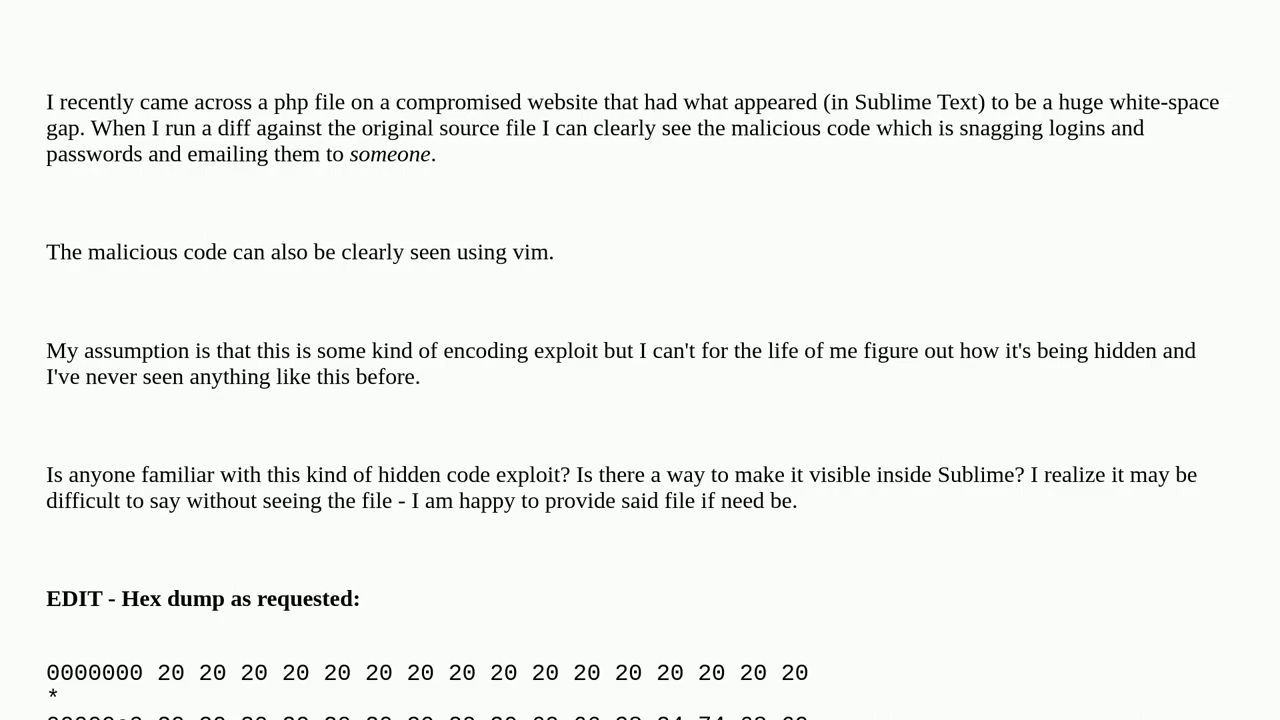 I recently came across a php file on a compromised website that had what appeared (in Sublime Text) to be a huge white-space
gap. When I run a diff against the original source file I can clearly see the malicious code which is snagging logins and
passwords and emailing them to someone.
The malicious code can also be clearly seen using vim.
My assumption is that this is some kind of encoding exploit but I can't for the life of me figure out how it's being hidden and
I've never seen anything like this before.
Is anyone familiar with this kind of hidden code exploit? Is there a way to make it visible inside Sublime? I realize it may be
difficult to say without seeing the file - I am happy to provide said file if need be.
EDIT - Hex dump as requested:
0000000 20 20 20 20 20 20 20 20 20 20 20 20 20 20 20 20
*